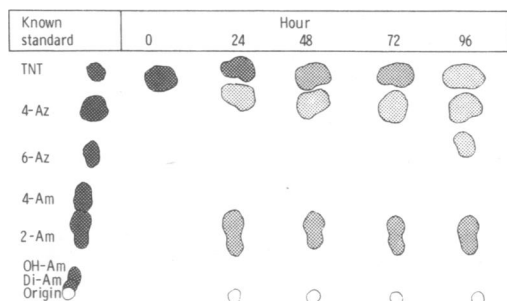 Known standard
Hour
0 24 48 72 96
TNT
4-Az
6-Az
4-Am
2-Am
OH-Am
Di-Am
Origin